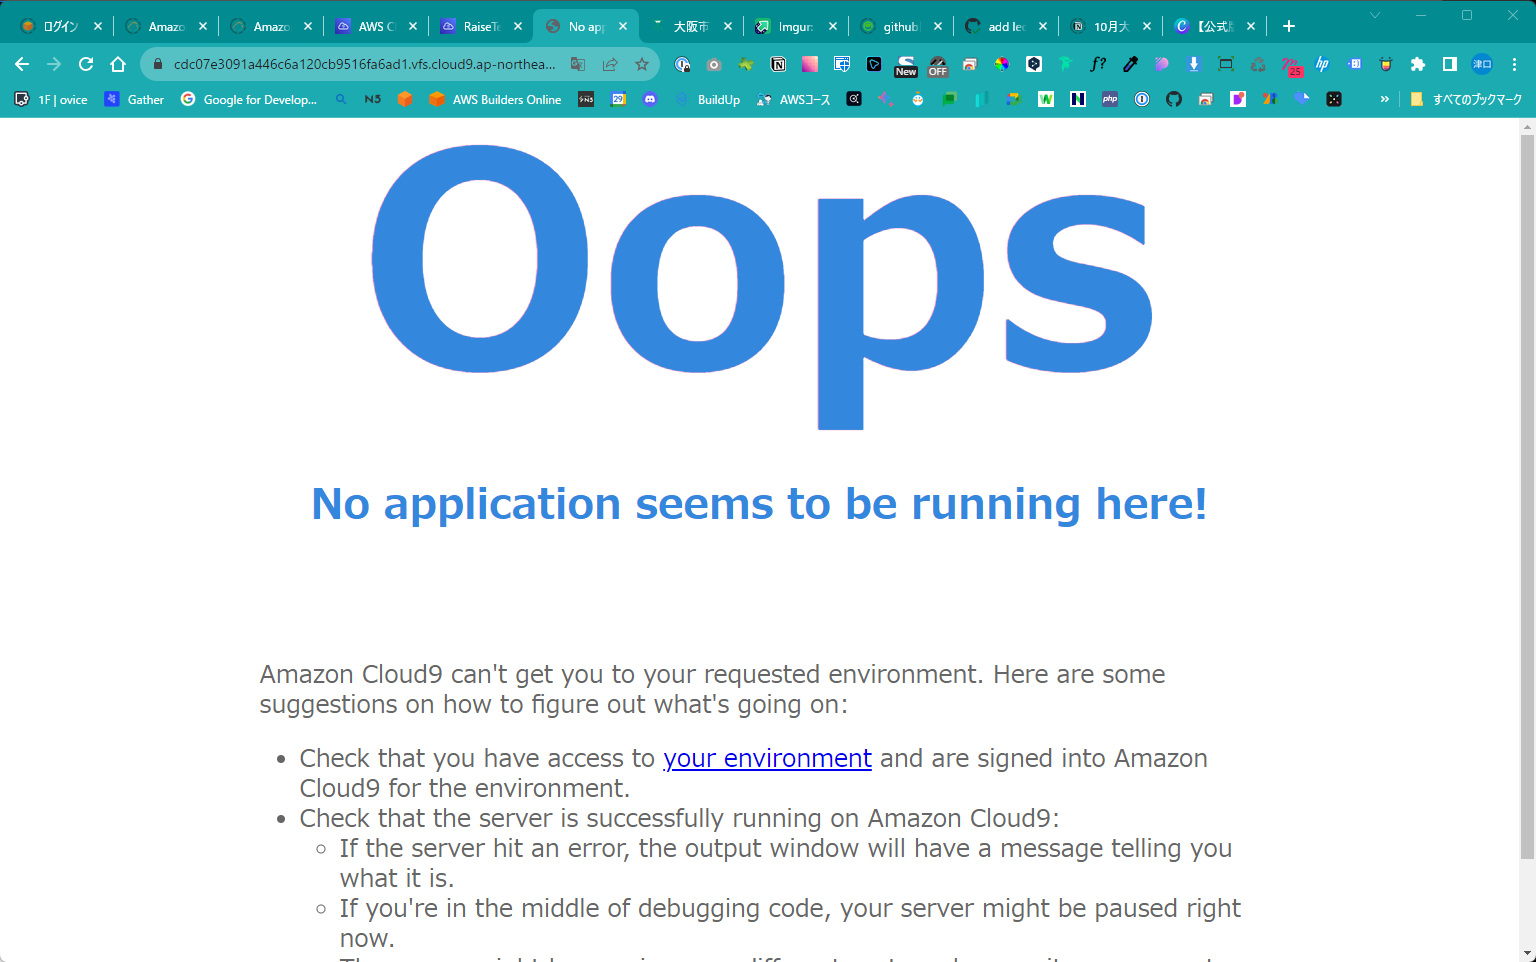 ログイン
Amazo
Amazo
AWS Cl
RaiseTe
No app
大阪市
Imgur:
github
add lec
10月大
【公式
cdc07e3091a446c6a120cb9516fa6ad1.vfs.cloud9.ap-northea...
New
OFF
f?
25
hp
津口
1F | ovice
Gather
Google for Develop...
N5
AWS Builders Online
29
BuildUp
AWSコース
php
»
すべてのブックマーク
Oops
No application seems to be running here!
Amazon Cloud9 can't get you to your requested environment. Here are some
suggestions on how to figure out what's going on:
Check that you have access to your environment and are signed into Amazon
Cloud9 for the environment.
Check that the server is successfully running on Amazon Cloud9:
If the server hit an error, the output window will have a message telling you
what it is.
If you're in the middle of debugging code, your server might be paused right
now.